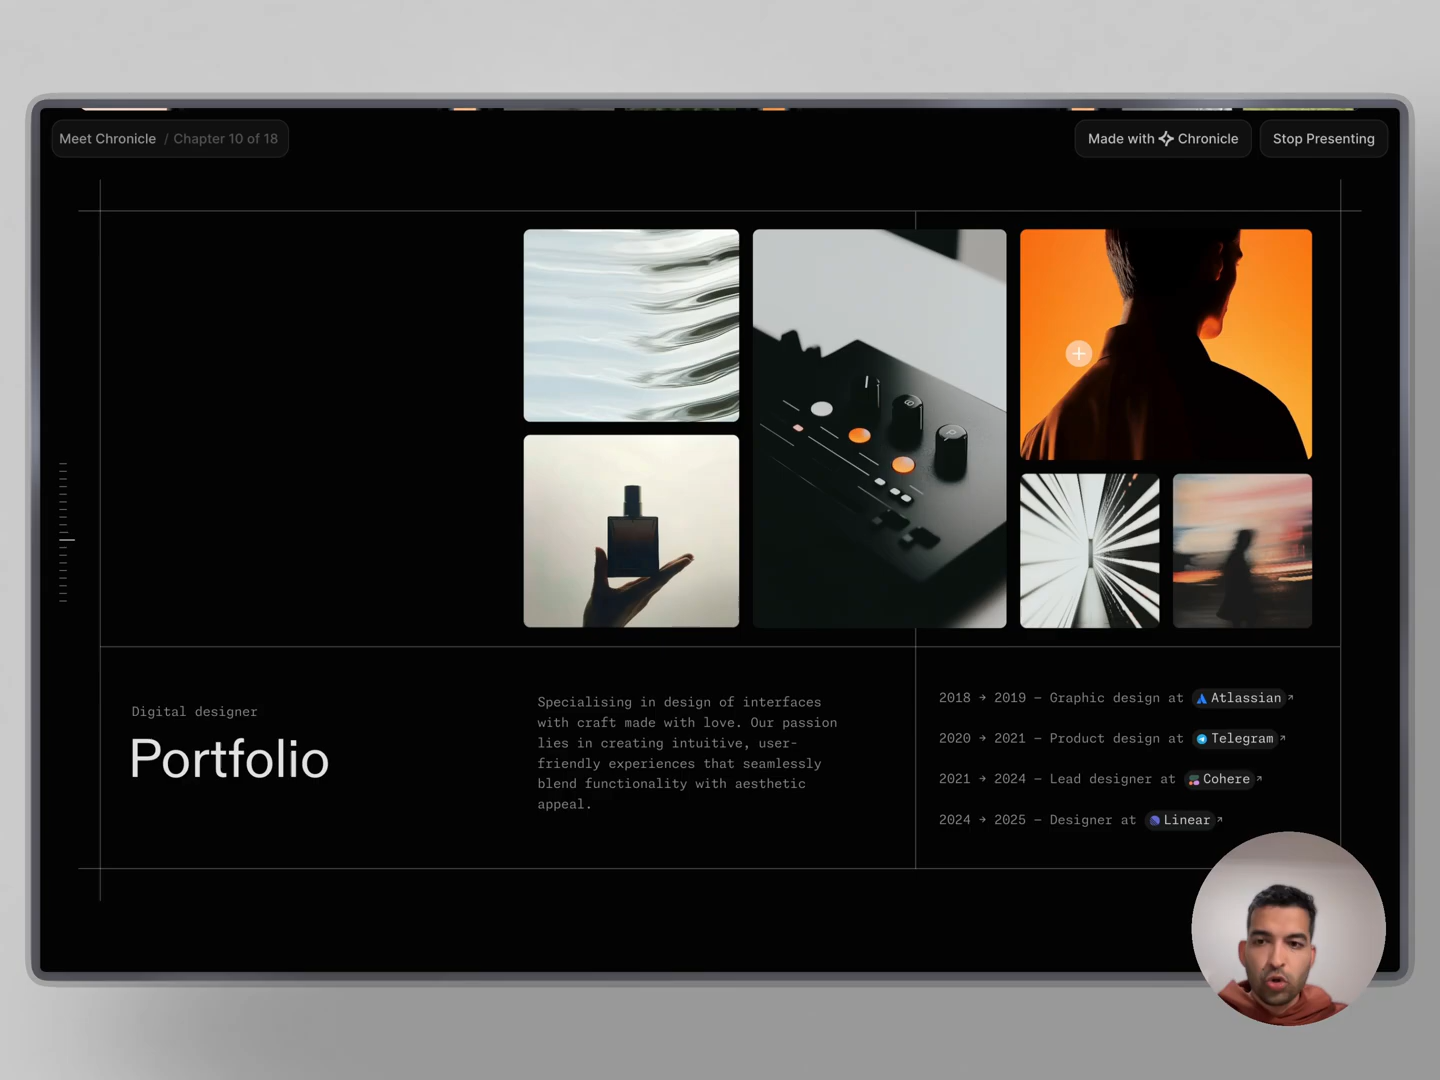 Meet Chronicle / Chapter 10 of 18
Made with Chronicle
Stop Presenting
Digital designer
Portfolio
Specialising in design of interfaces
with craft made with love. Our passion
lies in creating intuitive, user-
friendly experiences that seamlessly
blend functionality with aesthetic
appeal.
2018 → 2019 — Graphic design at Atlassian↗
2020 → 2021 — Product design at Telegram↗
2021 → 2024 — Lead designer at Cohere↗
2024 → 2025 — Designer at Linear↗